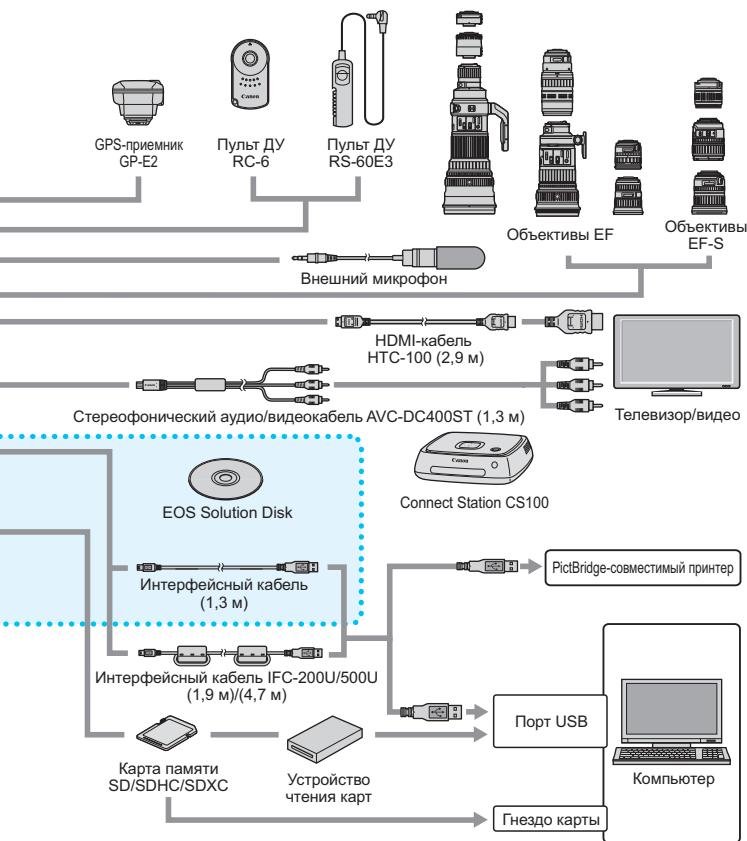 Canon
GPS-приемник
GP-E2
Пульт ДУ
RC-6
Пульт ДУ
RS-60E3
Объективы EF
Объективы
EF-S
Внешний микрофон
HDMI-кабель
HTC-100 (2,9 м)
Стереофонический аудио/видеокабель AVC-DC400ST (1,3 м)
Телевизор/видео
EOS Solution Disk
Canon
Connect Station CS100
Интерфейсный кабель
(1,3 м)
PictBridge-совместимый принтер
Интерфейсный кабель IFC-200U/500U
(1,9 м)/(4,7 м)
Порт USB
Компьютер
Карта памяти
SD/SDHC/SDXC
Устройство
чтения карт
Гнездо карты